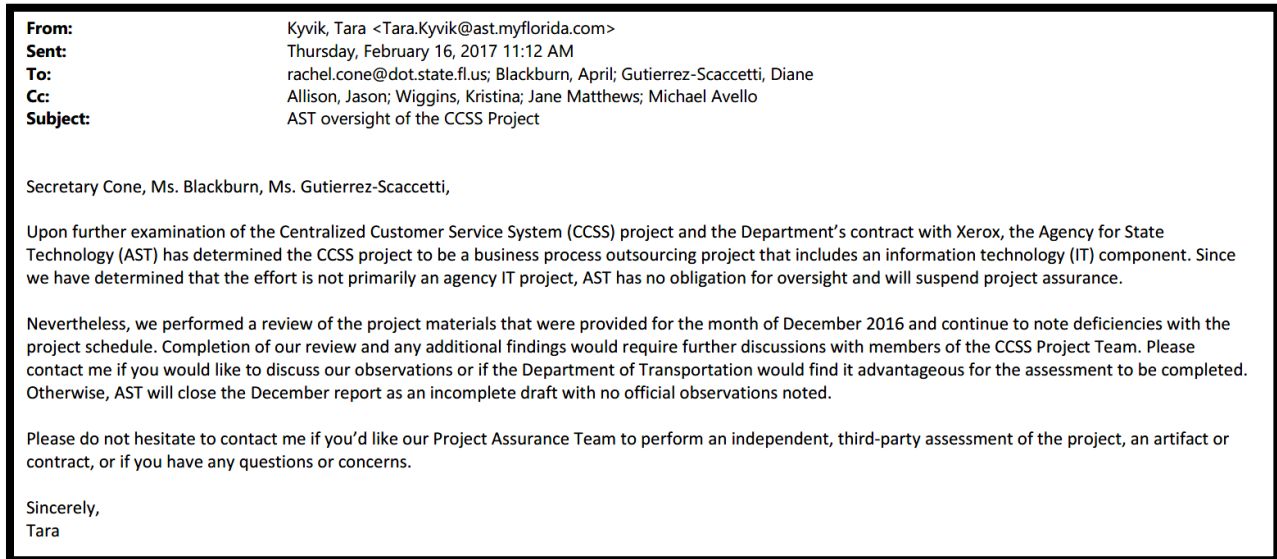 From: Kyvik, Tara <Tara.Kyvik@ast.myflorida.com>
Sent: Thursday, February 16, 2017 11:12 AM
To: rachel.cone@dot.state.fl.us; Blackburn, April; Gutierrez-Scaccetti, Diane
Cc: Allison, Jason; Wiggins, Kristina; Jane Matthews; Michael Avello
Subject: AST oversight of the CCSS Project
Secretary Cone, Ms. Blackburn, Ms. Gutierrez-Scaccetti,
Upon further examination of the Centralized Customer Service System (CCSS) project and the Department's contract with Xerox, the Agency for State
Technology (AST) has determined the CCSS project to be a business process outsourcing project that includes an information technology (IT) component. Since
we have determined that the effort is not primarily an agency IT project, AST has no obligation for oversight and will suspend project assurance.
Nevertheless, we performed a review of the project materials that were provided for the month of December 2016 and continue to note deficiencies with the
project schedule. Completion of our review and any additional findings would require further discussions with members of the CCSS Project Team. Please
contact me if you would like to discuss our observations or if the Department of Transportation would find it advantageous for the assessment to be completed.
Otherwise, AST will close the December report as an incomplete draft with no official observations noted.
Please do not hesitate to contact me if you'd like our Project Assurance Team to perform an independent, third-party assessment of the project, an artifact or
contract, or if you have any questions or concerns.
Sincerely,
Tara